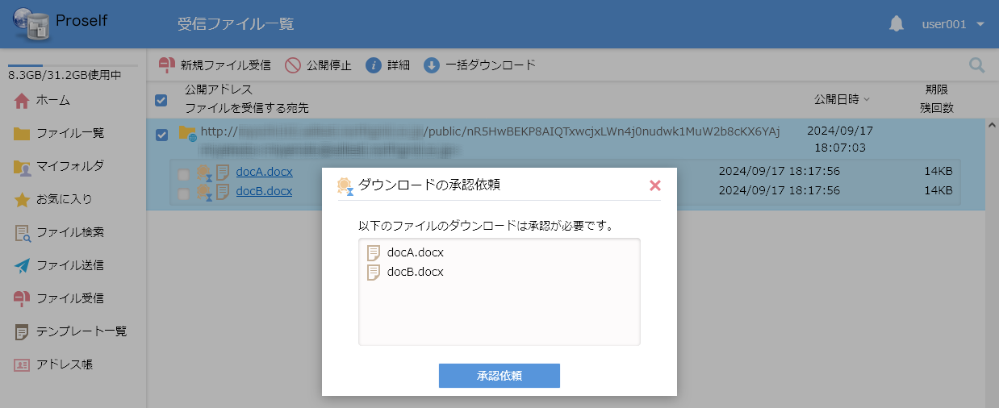 Proself
受信ファイル一覧
user001
8.3GB/31.2GB使用中
ホーム
ファイル一覧
マイフォルダ
お気に入り
ファイル検索
ファイル送信
ファイル受信
テンプレート一覧
アドレス帳
新規ファイル受信 公開停止 詳細 一括ダウンロード
公開アドレス
ファイルを受信する宛先
公開日時
期限
残回数
http:// /public/nR5HwBEKP8AIQTxwcjxLWn4j0nudwk1MuW2b8cKX6YAj
2024/09/17
18:07:03
docA.docx 2024/09/17 18:17:56 14KB
docB.docx 2024/09/17 18:17:56 14KB
ダウンロードの承認依頼
以下のファイルのダウンロードは承認が必要です。
docA.docx
docB.docx
承認依頼